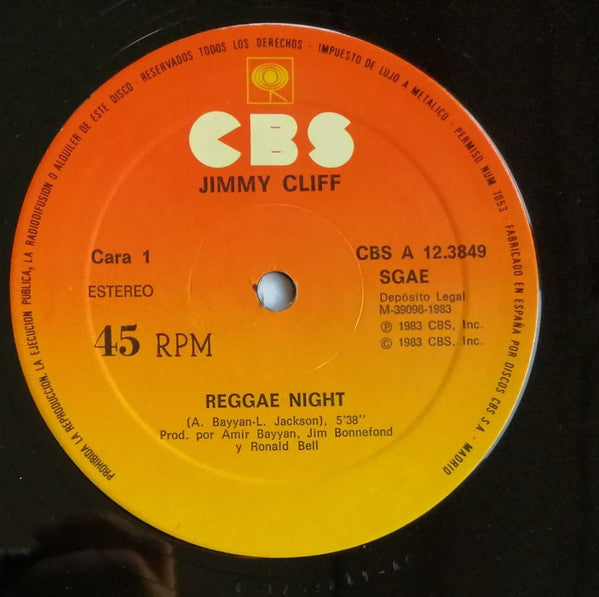 PROHIBIDA LA REPRODUCCION, LA EJECUCION PUBLICA, LA RADIODIFUSION O ALQUILER DE ESTE DISCO - RESERVADOS TODOS LOS DERECHOS - IMPUESTO DE LUJO A METALICO - PERMISO NUM 7053 - FABRICADO EN ESPAÑA POR DISCOS CBS S.A. MADRID
CBS
JIMMY CLIFF
Cara 1
ESTEREO
45 RPM
CBS A 12.3849
SGAE
Depósito Legal
M-39096-1983
Ⓟ 1983 CBS, Inc.
© 1983 CBS, Inc.
REGGAE NIGHT
(A. Bayyan-L. Jackson), 5'38''
Prod. por Amir Bayyan, Jim Bonnefond
y Ronald Bell